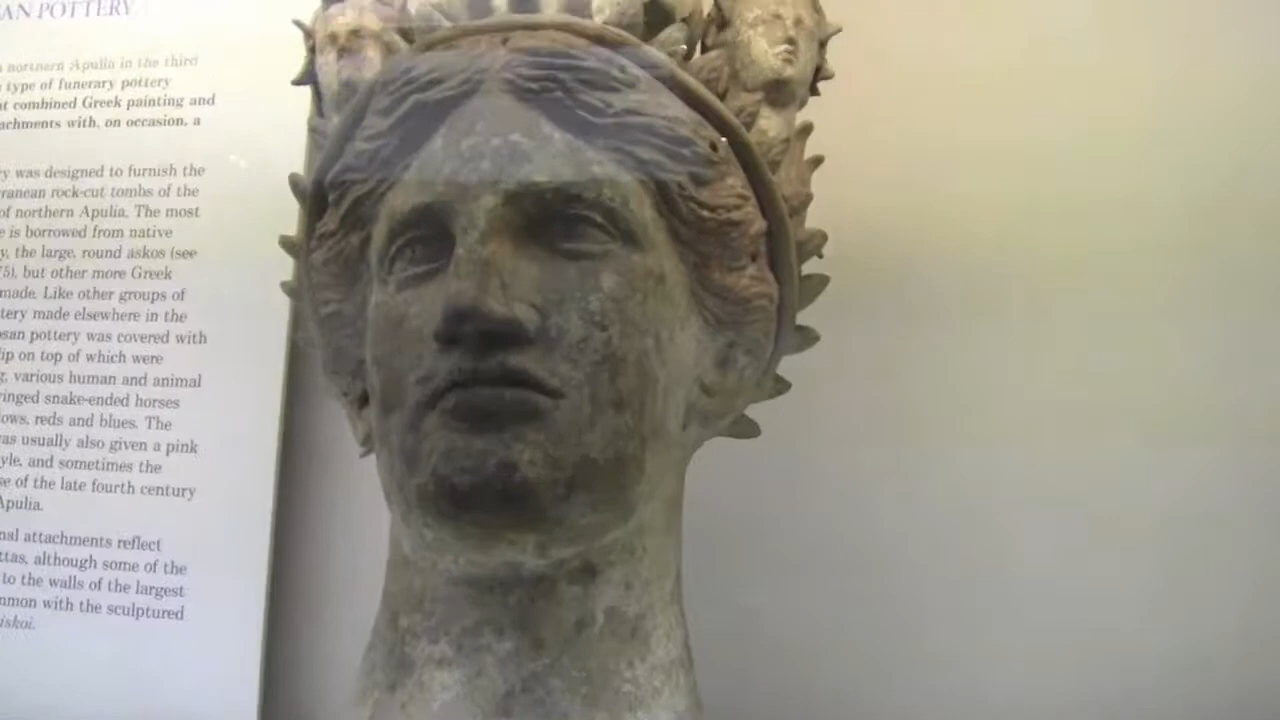 AN POTTERY
northern Apulia in the third
type of funerary pottery
combined Greek painting and
achments with, on occasion, a
y was designed to furnish the
ranean rock-cut tombs of the
of northern Apulia. The most
e is borrowed from native
y, the large, round askos (see
75), but other more Greek
made. Like other groups of
tery made elsewhere in the
osan pottery was covered with
lip on top of which were
g, various human and animal
inged snake-ended horses
lows, reds and blues. The
as usually also given a pink
yle, and sometimes the
se of the late fourth century
Apulia.
nal attachments reflect
ttas, although some of the
to the walls of the largest
mmon with the sculptured
iskoi.